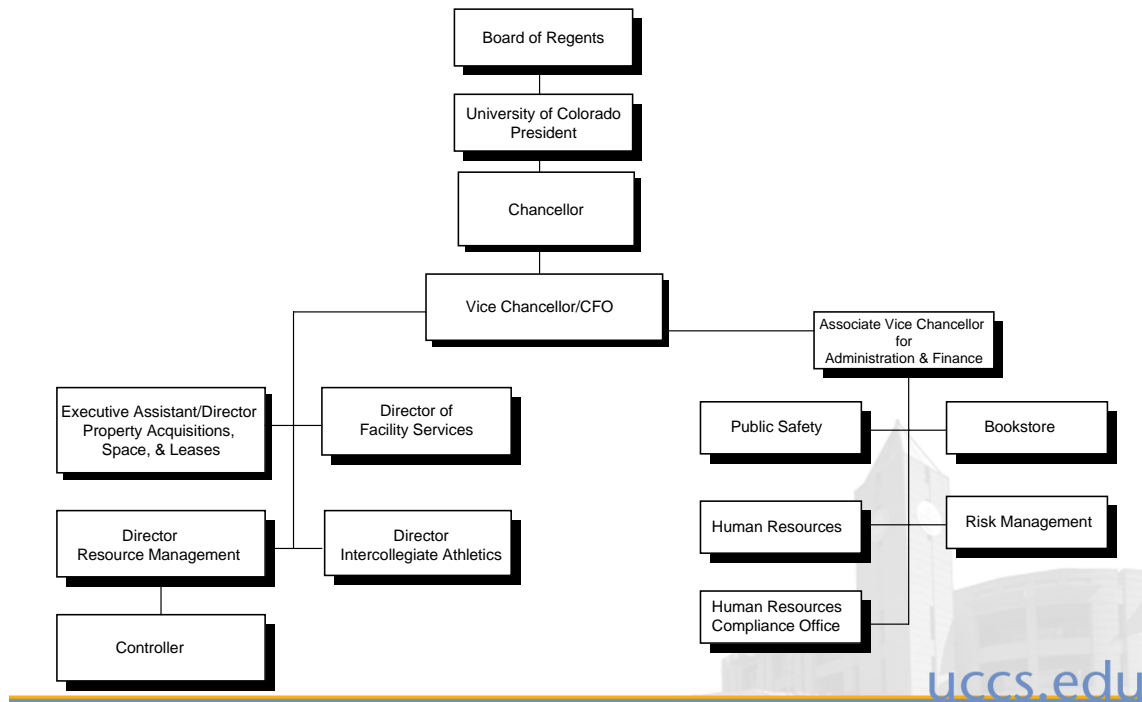 Board of Regents
University of Colorado
President
Chancellor
Vice Chancellor/CFO
Associate Vice Chancellor
for
Administration & Finance
Executive Assistant/Director
Property Acquisitions,
Space, & Leases
Director of
Facility Services
Public Safety
Bookstore
Director
Resource Management
Director
Intercollegiate Athletics
Human Resources
Risk Management
Controller
Human Resources
Compliance Office
uccs.edu